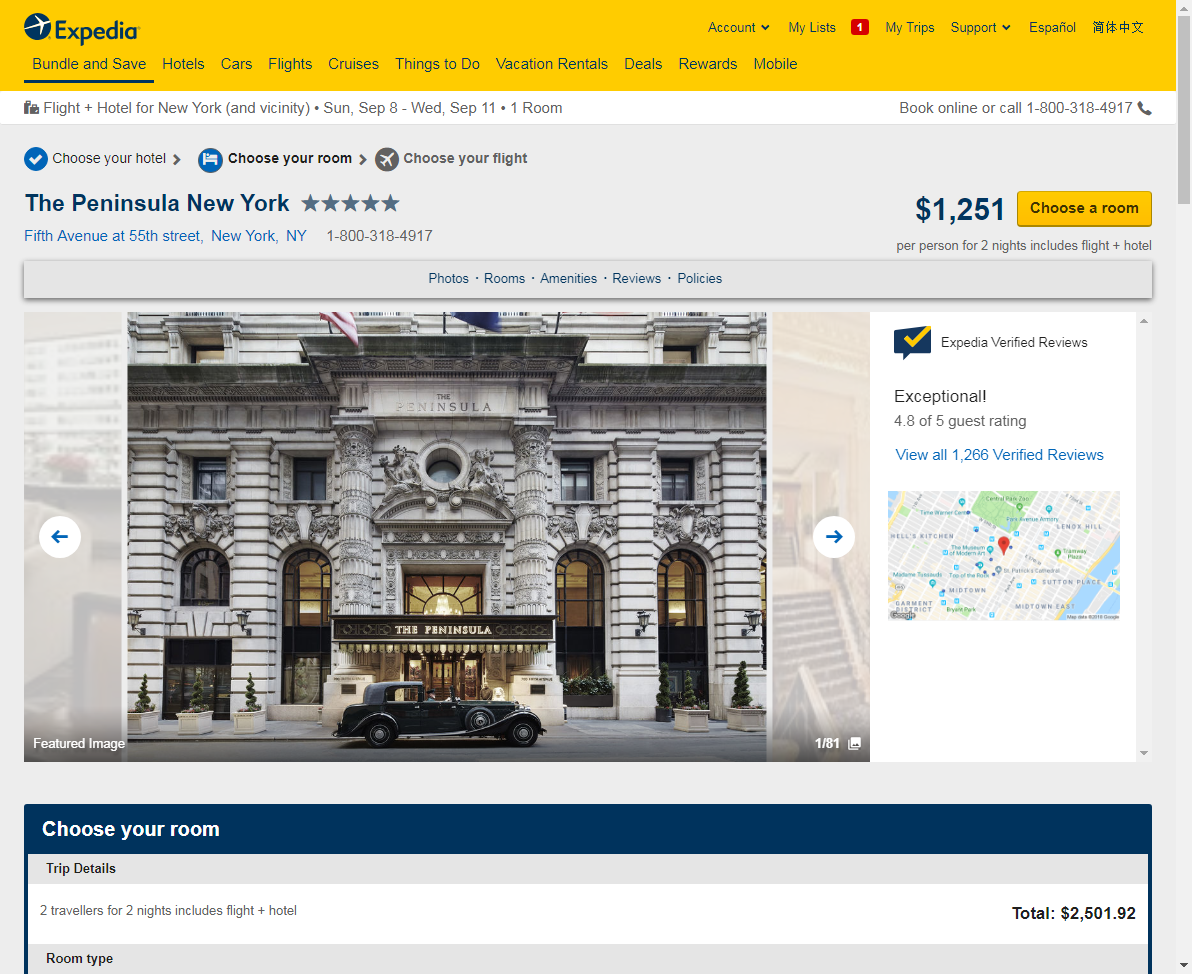 Expedia
Account
My Lists
1
My Trips
Support
Español
简体中文
Bundle and Save
Hotels
Cars
Flights
Cruises
Things to Do
Vacation Rentals
Deals
Rewards
Mobile
Flight + Hotel for New York (and vicinity) • Sun, Sep 8 - Wed, Sep 11 • 1 Room
Book online or call 1-800-318-4917
Choose your hotel
Choose your room
Choose your flight
The Peninsula New York
$1,251
Choose a room
Fifth Avenue at 55th street, New York, NY
1-800-318-4917
per person for 2 nights includes flight + hotel
Photos · Rooms · Amenities · Reviews · Policies
THE
PENINSULA
THE PENINSULA
Featured Image
1/81
Expedia Verified Reviews
Exceptional!
4.8 of 5 guest rating
View all 1,266 Verified Reviews
Central Park Zoo
Time Warner Center
Park Avenue Armory
LENOX HILL
HELL'S KITCHEN
The Museum
of Modern Art
Tramway
Plaza
St. Patrick's Cathedral
Madame Tussauds
Top of the Rock
SUTTON PLACE
MIDTOWN
GARMENT
DISTRICT
Bryant Park
MIDTOWN EAST
Google
Choose your room
Trip Details
2 travellers for 2 nights includes flight + hotel
Total: $2,501.92
Room type